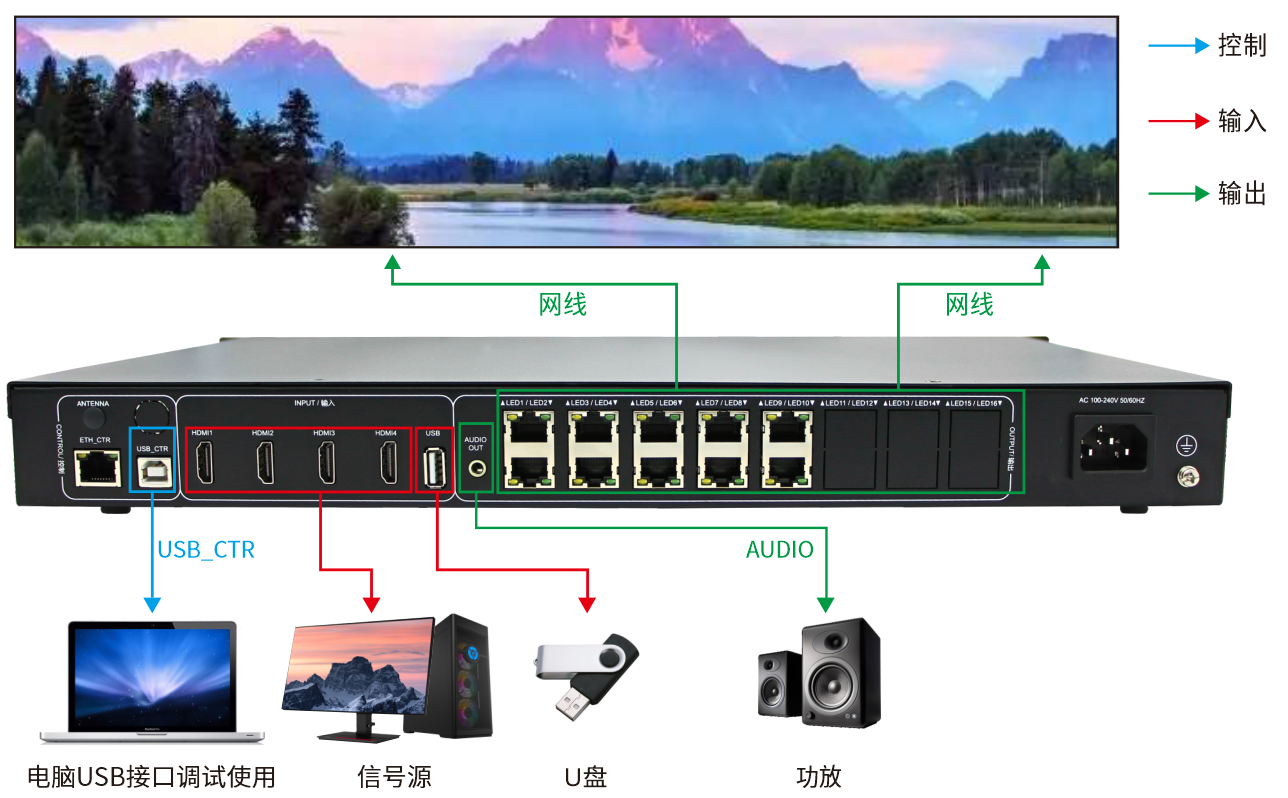 控制
输入
输出
网线
网线
ANTENNA
INPUT / 输入
▲LED1 / LED2▼
▲LED3 / LED4▼
▲LED5 / LED6▼
▲LED7 / LED8▼
▲LED9 / LED10▼
▲LED11 / LED12▼
▲LED13 / LED14▼
▲LED15 / LED16▼
AC 100-240V 50/60HZ
CONTROL / 控制
ETH_CTR
USB_CTR
HDMI1
HDMI2
HDMI3
HDMI4
USB
AUDIO
OUT
OUTPUT / 输出
USB_CTR
AUDIO
电脑USB接口调试使用
信号源
U盘
功放